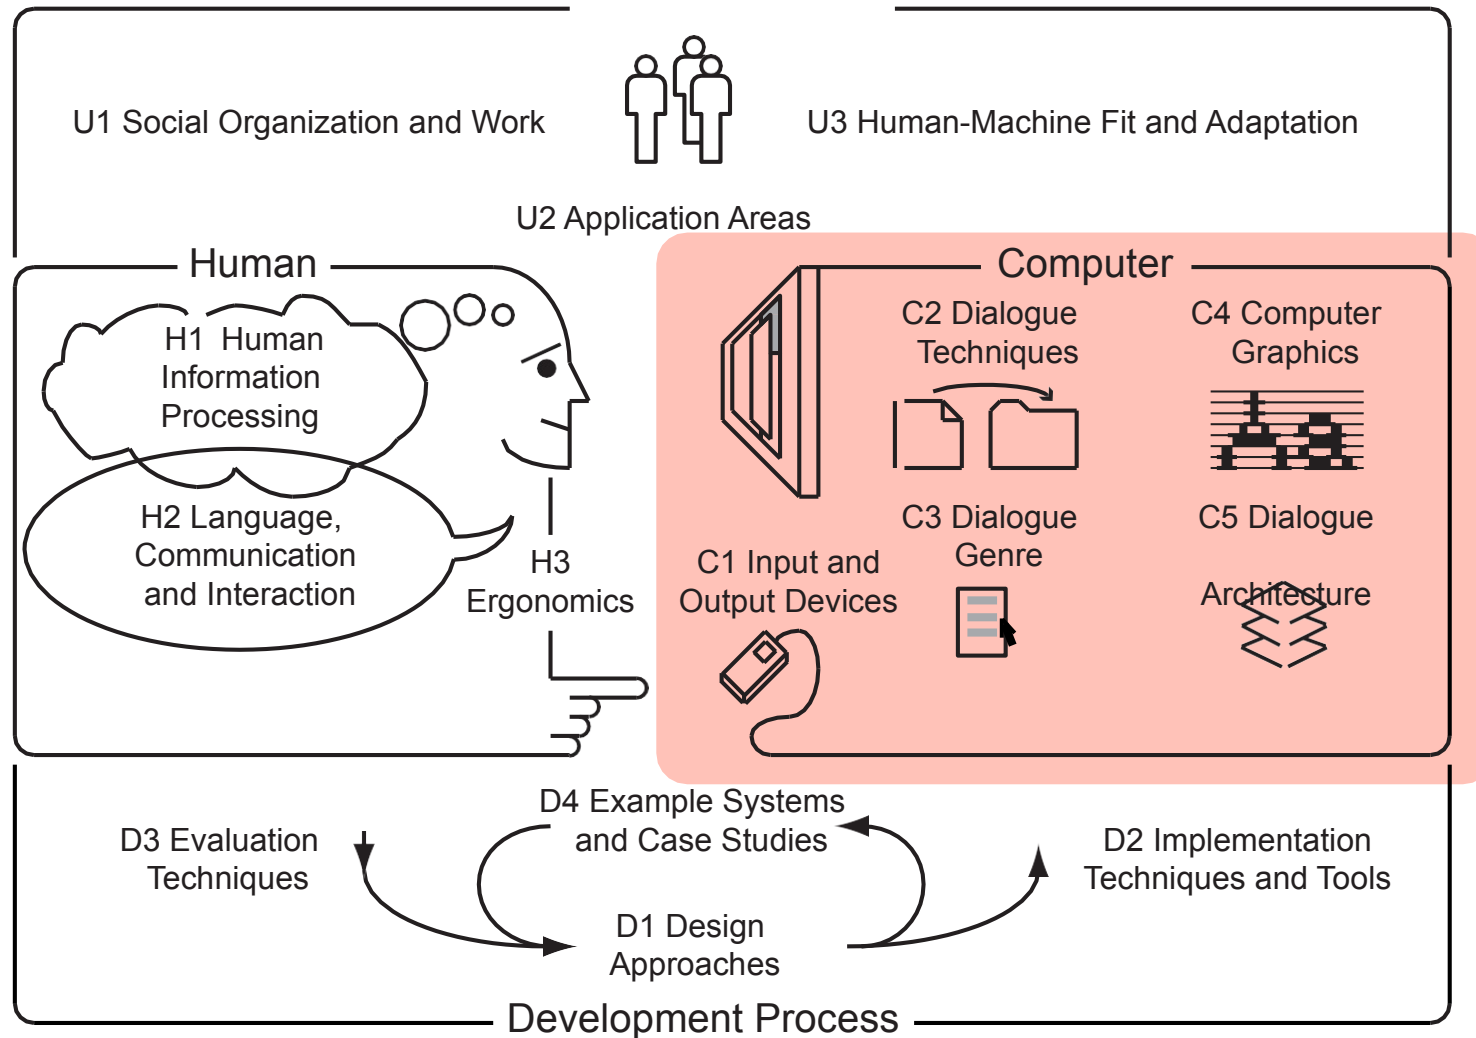 U1 Social Organization and Work
U3 Human-Machine Fit and Adaptation
U2 Application Areas
Human
H1 Human
Information
Processing
H2 Language,
Communication
and Interaction
H3
Ergonomics
Computer
C1 Input and
Output Devices
C2 Dialogue
Techniques
C3 Dialogue
Genre
C4 Computer
Graphics
C5 Dialogue
Architecture
D3 Evaluation
Techniques
D4 Example Systems
and Case Studies
D1 Design
Approaches
D2 Implementation
Techniques and Tools
Development Process